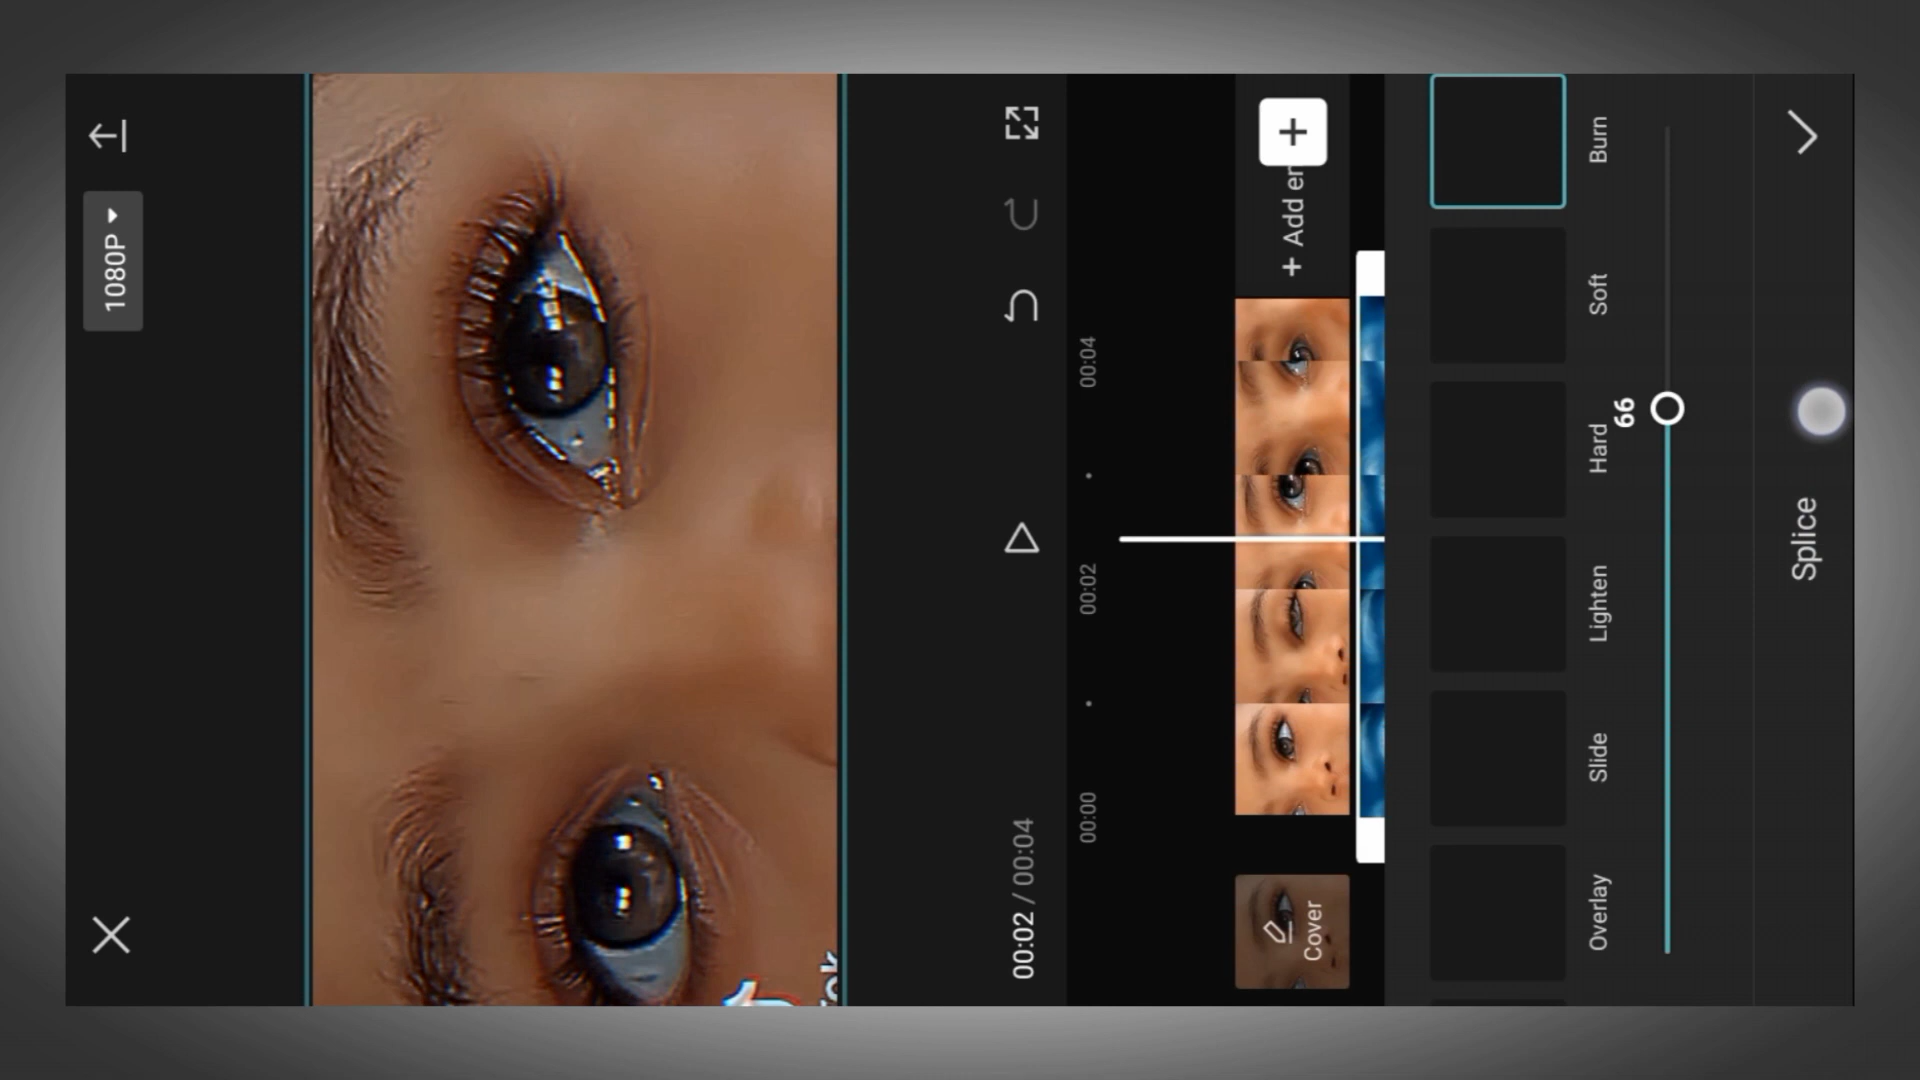 1080P
00:02 / 00:04
00:00 00:02 00:04
Cover
+ Add
Overlay Slide Lighten Hard Soft Burn
66
Splice